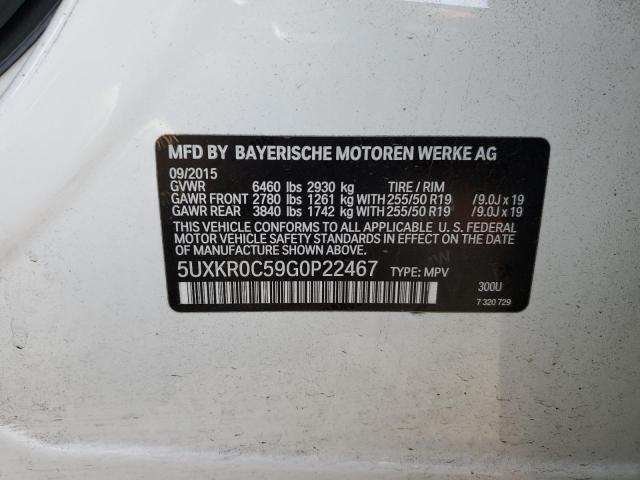 MFD BY BAYERISCHE MOTOREN WERKE AG
09/2015
GVWR 6460 lbs 2930 kg TIRE / RIM
GAWR FRONT 2780 lbs 1261 kg WITH 255/50 R19 /9.0J x 19
GAWR REAR 3840 lbs 1742 kg WITH 255/50 R19 /9.0J x 19
THIS VEHICLE CONFORMS TO ALL APPLICABLE U.S. FEDERAL
MOTOR VEHICLE SAFETY STANDARDS IN EFFECT ON THE DATE
OF MANUFACTURE SHOWN ABOVE.
5UXKR0C59G0P22467 TYPE: MPV
300U
7 320 729